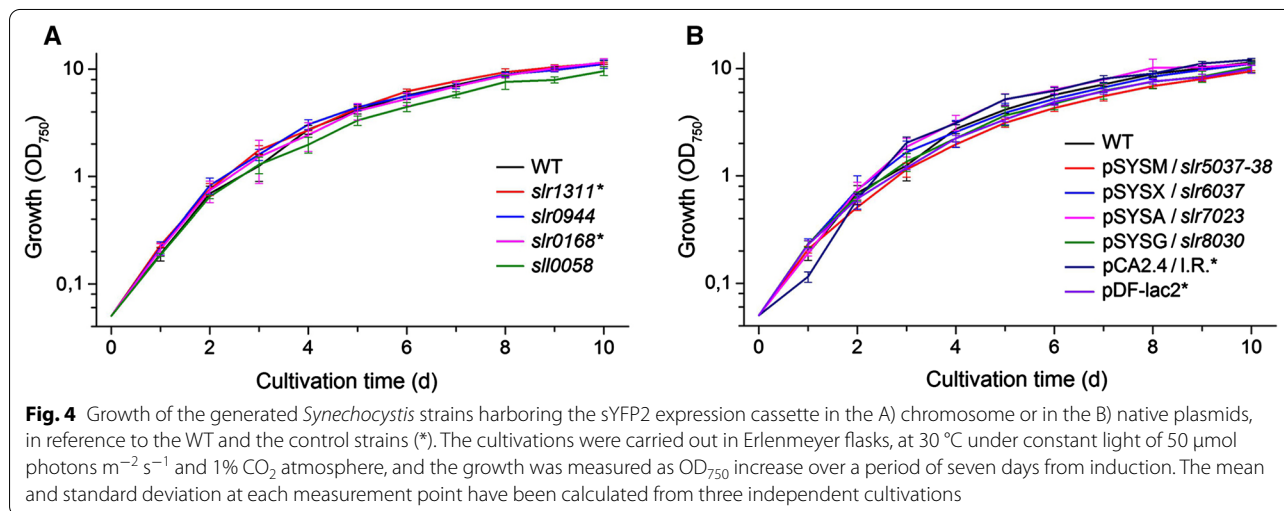 A
Growth (OD750)
10
1
0,1
0 2 4 6 8 10
Cultivation time (d)
WT
slr1311*
slr0944
slr0168*
sll0058
B
Growth (OD750)
10
1
0,1
0 2 4 6 8 10
Cultivation time (d)
WT
pSYSM / slr5037-38
pSYSX / slr6037
pSYSA / slr7023
pSYSG / slr8030
pCA2.4 / I.R.*
pDF-lac2*
Fig. 4 Growth of the generated Synechocystis strains harboring the sYFP2 expression cassette in the A) chromosome or in the B) native plasmids,
in reference to the WT and the control strains (*). The cultivations were carried out in Erlenmeyer flasks, at 30 °C under constant light of 50 μmol
photons m−2 s−1 and 1% CO2 atmosphere, and the growth was measured as OD750 increase over a period of seven days from induction. The mean
and standard deviation at each measurement point have been calculated from three independent cultivations